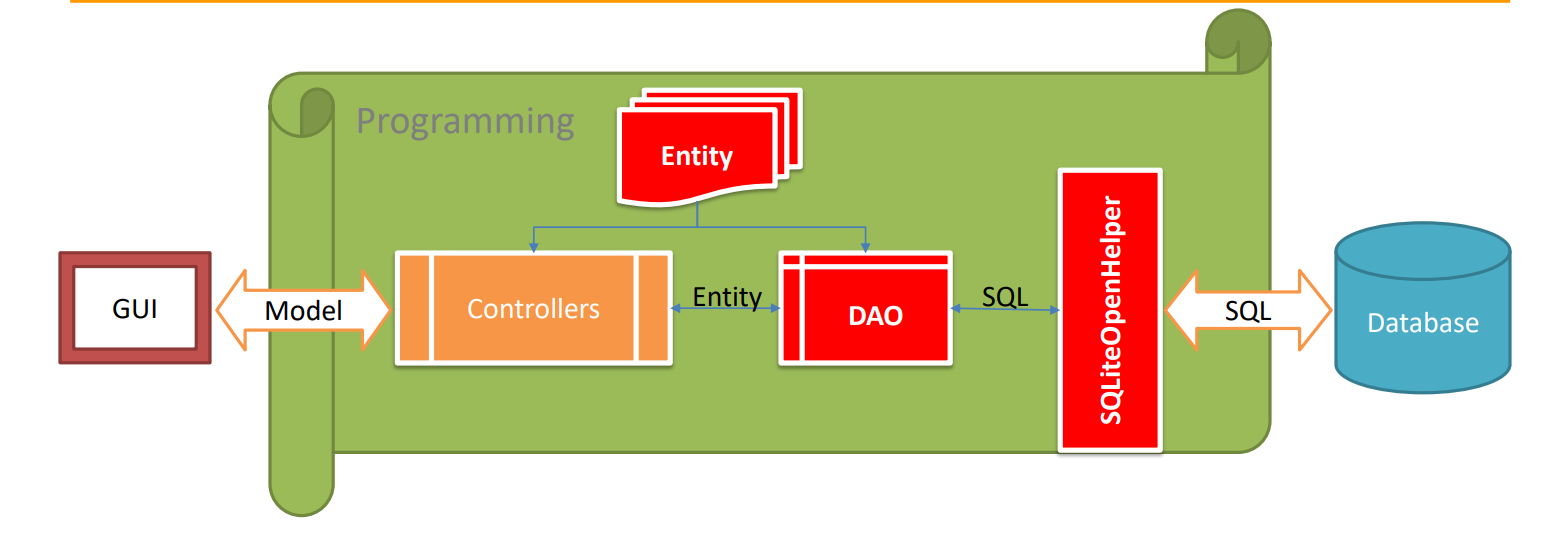 Programming
Entity
GUI
Model
Controllers
Entity
DAO
SQL
SQLiteOpenHelper
SQL
Database